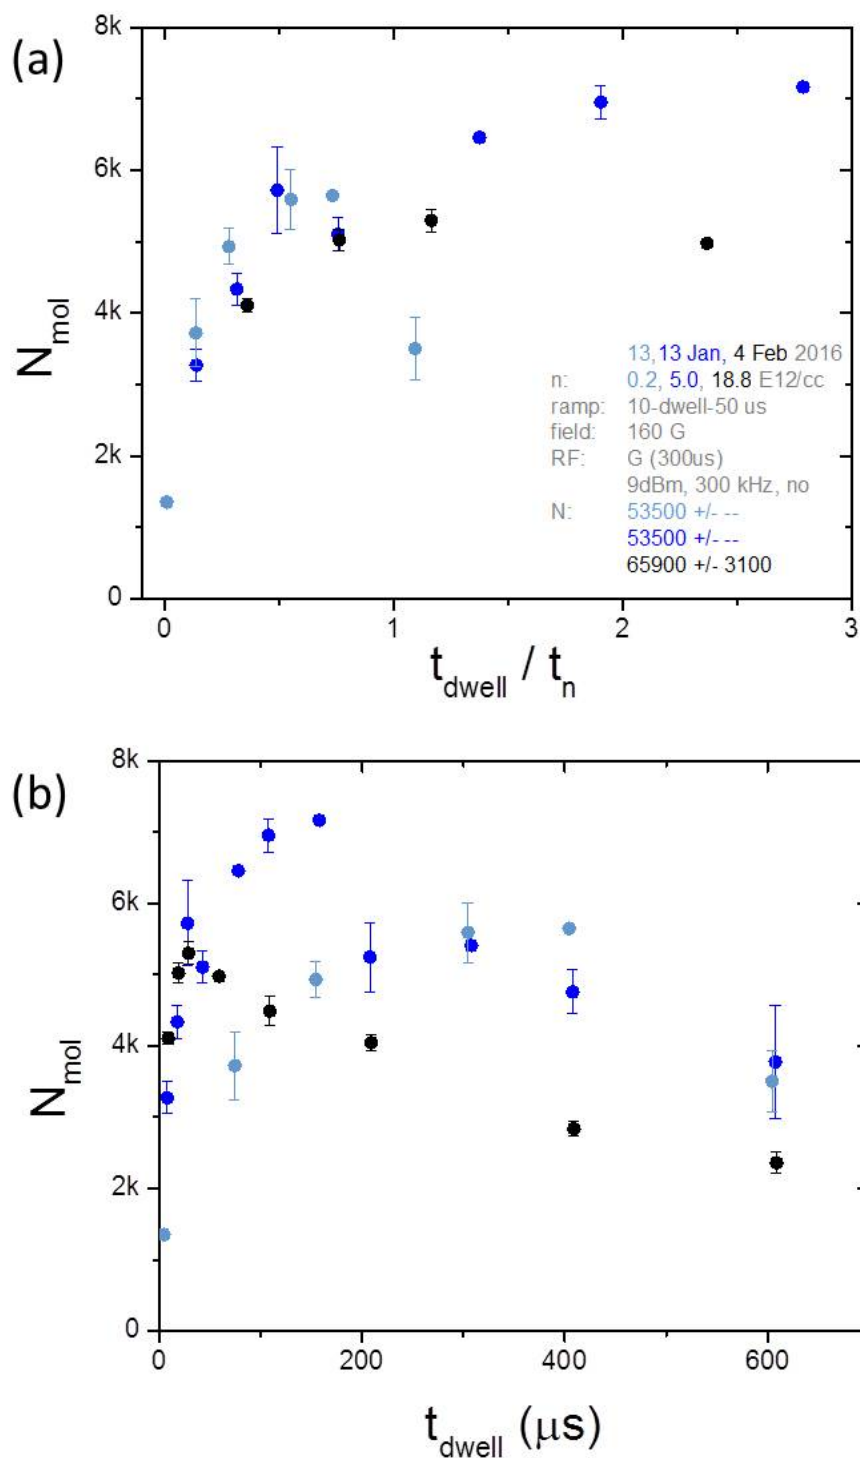 (a)
8k
6k
4k
2k
0
N_mol
13,13 Jan, 4 Feb 2016
n: 0.2, 5.0, 18.8 E12/cc
ramp: 10-dwell-50 us
field: 160 G
RF: G (300us)
9dBm, 300 kHz, no
N: 53500 +/- --
53500 +/- --
65900 +/- 3100
0 1 2 3
t_dwell / t_n
(b)
8k
6k
4k
2k
0
N_mol
0 200 400 600
t_dwell (μs)